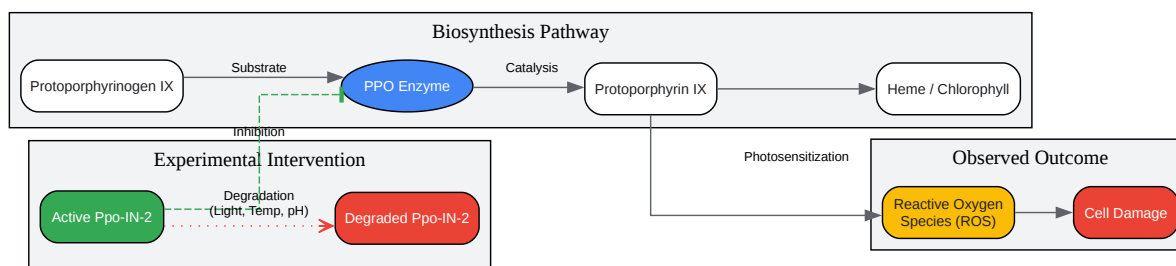 Biosynthesis Pathway
Protoporphyrinogen IX
Substrate
PPO Enzyme
Catalysis
Protoporphyrin IX
Heme / Chlorophyll
Inhibition
Experimental Intervention
Active Ppo-IN-2
Degradation
(Light, Temp, pH)
Degraded Ppo-IN-2
Photosensitization
Observed Outcome
Reactive Oxygen
Species (ROS)
Cell Damage